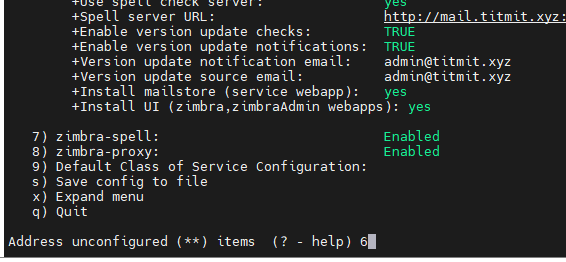 +Use spell check server: yes
+Spell server URL: http://mail.titmit.xyz:
+Enable version update checks: TRUE
+Enable version update notifications: TRUE
+Version update notification email: admin@titmit.xyz
+Version update source email: admin@titmit.xyz
+Install mailstore (service webapp): yes
+Install UI (zimbra,zimbraAdmin webapps): yes
7) zimbra-spell: Enabled
8) zimbra-proxy: Enabled
9) Default Class of Service Configuration:
s) Save config to file
x) Expand menu
q) Quit
Address unconfigured (**) items (? - help) 6